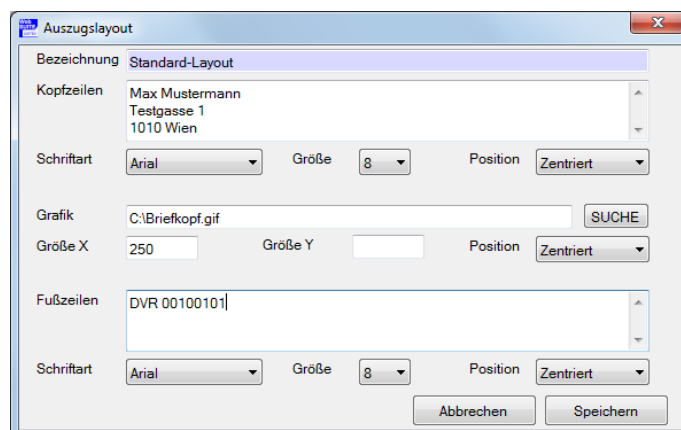 Auszugslayout
Bezeichnung Standard-Layout
Kopfzeilen Max Mustermann
Testgasse 1
1010 Wien
Schriftart Arial Größe 8 Position Zentriert
Grafik C:\Briefkopf.gif SUCHE
Größe X 250 Größe Y Position Zentriert
Fußzeilen DVR 00100101
Schriftart Arial Größe 8 Position Zentriert
Abbrechen Speichern